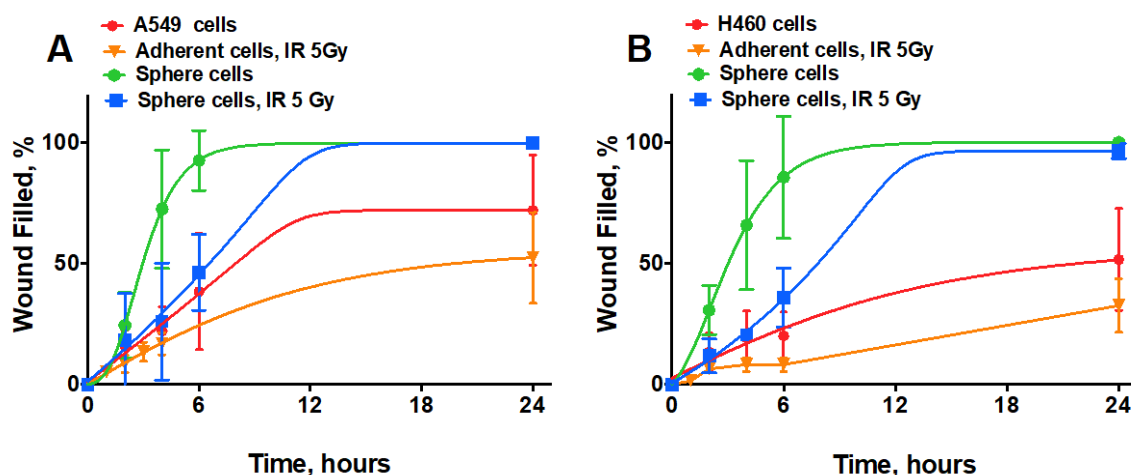 A
A549 cells
Adherent cells, IR 5Gy
Sphere cells
Sphere cells, IR 5 Gy
Wound Filled, %
100
50
0
0
6
12
18
24
Time, hours
B
H460 cells
Adherent cells, IR 5Gy
Sphere cells
Sphere cells, IR 5 Gy
Wound Filled, %
100
50
0
0
6
12
18
24
Time, hours